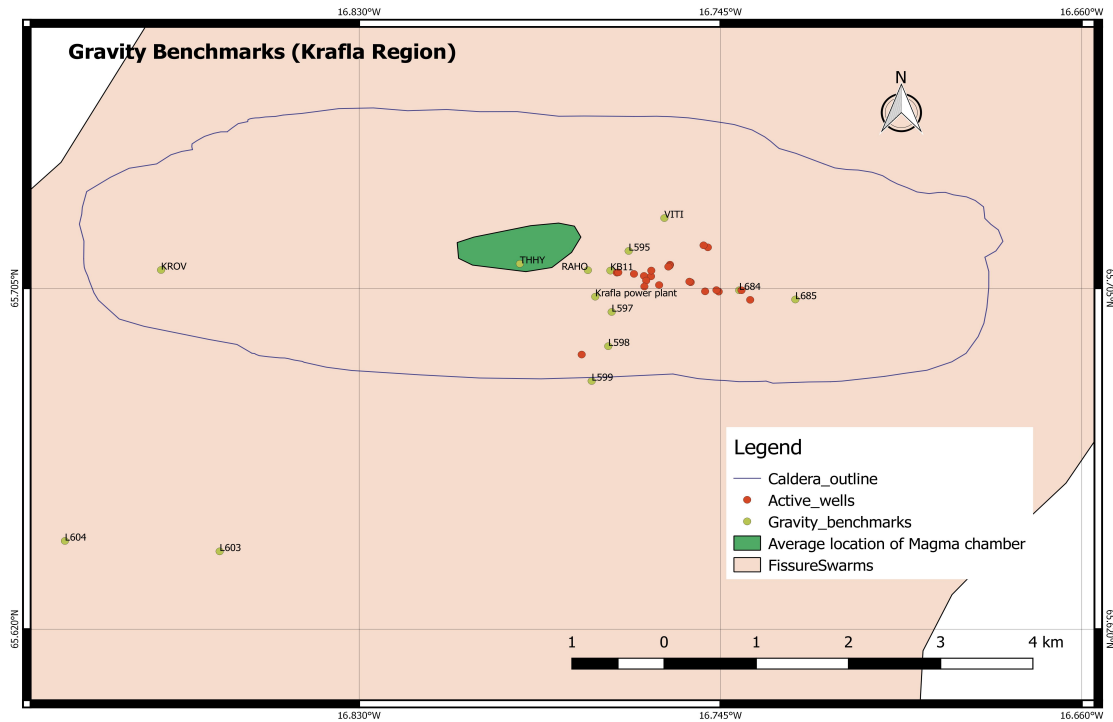 16.830°W 16.745°W 16.660°W
Gravity Benchmarks (Krafla Region)
N
VITI
L595
THHY
KROV
RAHO
KB11
65.705°N
65.705°N
L684
Krafla power plant
L685
L597
L598
L599
Legend
Caldera_outline
Active_wells
Gravity_benchmarks
Average location of Magma chamber
FissureSwarms
L604
L603
65.620°N
65.620°N
1 0 1 2 3 4 km
16.830°W 16.745°W 16.660°W